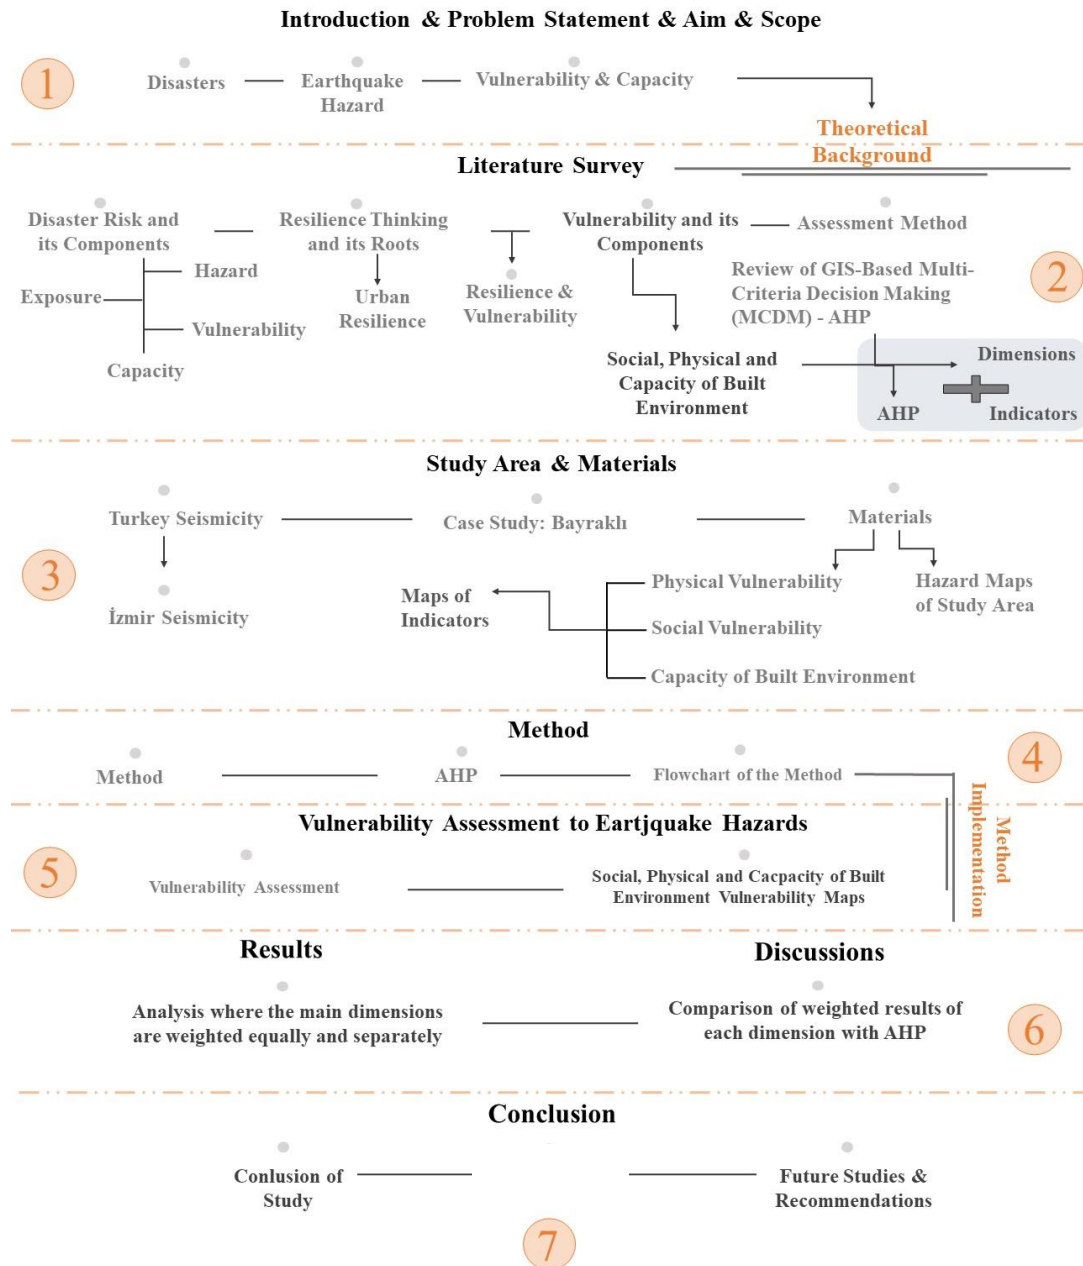 Introduction & Problem Statement & Aim & Scope
1
Disasters
Earthquake
Hazard
Vulnerability & Capacity
Theoretical
Background
Literature Survey
Disaster Risk and
its Components
Resilience Thinking
and its Roots
Vulnerability and its
Components
Assessment Method
Hazard
Exposure
Vulnerability
Capacity
Urban
Resilience
Resilience &
Vulnerability
Review of GIS-Based Multi-
Criteria Decision Making
(MCDM) - AHP
2
Social, Physical and
Capacity of Built
Environment
Dimensions
AHP
Indicators
Study Area & Materials
Turkey Seismicity
Case Study: Bayraklı
Materials
3
İzmir Seismicity
Maps of
Indicators
Physical Vulnerability
Social Vulnerability
Capacity of Built Environment
Hazard Maps
of Study Area
Method
4
Method
AHP
Flowchart of the Method
Method
Implementation
Vulnerability Assessment to Eartjquake Hazards
5
Vulnerability Assessment
Social, Physical and Cacpacity of Built
Environment Vulnerability Maps
Results
Discussions
Analysis where the main dimensions
are weighted equally and separately
Comparison of weighted results of
each dimension with AHP
6
Conclusion
Conlusion of
Study
Future Studies &
Recommendations
7